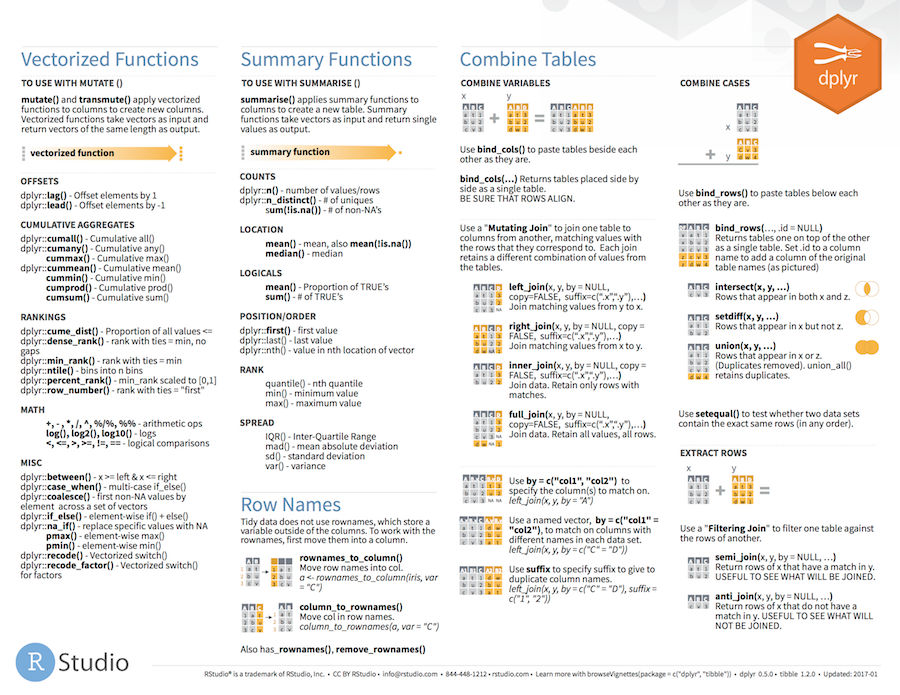 dplyr
Vectorized Functions
TO USE WITH MUTATE ()
mutate() and transmute() apply vectorized
functions to columns to create new columns.
Vectorized functions take vectors as input and
return vectors of the same length as output.
vectorized function
OFFSETS
dplyr::lag() - Offset elements by 1
dplyr::lead() - Offset elements by -1
CUMULATIVE AGGREGATES
dplyr::cumall() - Cumulative all()
dplyr::cumany() - Cumulative any()
cummax() - Cumulative max()
dplyr::cummean() - Cumulative mean()
cummin() - Cumulative min()
cumprod() - Cumulative prod()
cumsum() - Cumulative sum()
RANKINGS
dplyr::cume_dist() - Proportion of all values <=
dplyr::dense_rank() - rank with ties = min, no
gaps
dplyr::min_rank() - rank with ties = min
dplyr::ntile() - bins into n bins
dplyr::percent_rank() - min_rank scaled to [0,1]
dplyr::row_number() - rank with ties = "first"
MATH
+, - , *, /, ^, %/%, %% - arithmetic ops
log(), log2(), log10() - logs
<, <=, >, >=, !=, == - logical comparisons
MISC
dplyr::between() - x >= left & x <= right
dplyr::case_when() - multi-case if_else()
dplyr::coalesce() - first non-NA values by
element across a set of vectors
dplyr::if_else() - element-wise if() + else()
dplyr::na_if() - replace specific values with NA
pmax() - element-wise max()
pmin() - element-wise min()
dplyr::recode() - Vectorized switch()
dplyr::recode_factor() - Vectorized switch()
for factors
Summary Functions
TO USE WITH SUMMARISE ()
summarise() applies summary functions to
columns to create a new table. Summary
functions take vectors as input and return single
values as output.
summary function
COUNTS
dplyr::n() - number of values/rows
dplyr::n_distinct() - # of uniques
sum(!is.na()) - # of non-NA's
LOCATION
mean() - mean, also mean(!is.na())
median() - median
LOGICALS
mean() - Proportion of TRUE's
sum() - # of TRUE's
POSITION/ORDER
dplyr::first() - first value
dplyr::last() - last value
dplyr::nth() - value in nth location of vector
RANK
quantile() - nth quantile
min() - minimum value
max() - maximum value
SPREAD
IQR() - Inter-Quartile Range
mad() - mean absolute deviation
sd() - standard deviation
var() - variance
Row Names
Tidy data does not use rownames, which store a
variable outside of the columns. To work with the
rownames, first move them into a column.
rownames_to_column()
Move row names into col.
a <- rownames_to_column(iris, var
= "C")
column_to_rownames()
Move col in row names.
column_to_rownames(a, var = "C")
Also has_rownames(), remove_rownames()
Combine Tables
COMBINE VARIABLES
x y
+ =
Use bind_cols() to paste tables beside each
other as they are.
bind_cols(...) Returns tables placed side by
side as a single table.
BE SURE THAT ROWS ALIGN.
Use a "Mutating Join" to join one table to
columns from another, matching values with
the rows that they correspond to. Each join
retains a different combination of values from
the tables.
left_join(x, y, by = NULL,
copy=FALSE, suffix=c(".x",".y"),...)
Join matching values from y to x.
right_join(x, y, by = NULL, copy =
FALSE, suffix=c(".x",".y"),...)
Join matching values from x to y.
inner_join(x, y, by = NULL, copy =
FALSE, suffix=c(".x",".y"),...)
Join data. Retain only rows with
matches.
full_join(x, y, by = NULL,
copy=FALSE, suffix=c(".x",".y"),...)
Join data. Retain all values, all rows.
Use by = c("col1", "col2") to
specify the column(s) to match on.
left_join(x, y, by = "A")
Use a named vector, by = c("col1" =
"col2"), to match on columns with
different names in each data set.
left_join(x, y, by = c("C" = "D"))
Use suffix to specify suffix to give to
duplicate column names.
left_join(x, y, by = c("C" = "D"), suffix =
c("1", "2"))
COMBINE CASES
x
+ y
Use bind_rows() to paste tables below each
other as they are.
bind_rows(..., .id = NULL)
Returns tables one on top of the other
as a single table. Set .id to a column
name to add a column of the original
table names (as pictured)
intersect(x, y, ...)
Rows that appear in both x and z.
setdiff(x, y, ...)
Rows that appear in x but not z.
union(x, y, ...)
Rows that appear in x or z.
(Duplicates removed). union_all()
retains duplicates.
Use setequal() to test whether two data sets
contain the exact same rows (in any order).
EXTRACT ROWS
x y
+ =
Use a "Filtering Join" to filter one table against
the rows of another.
semi_join(x, y, by = NULL, ...)
Return rows of x that have a match in y.
USEFUL TO SEE WHAT WILL BE JOINED.
anti_join(x, y, by = NULL, ...)
Return rows of x that do not have a
match in y. USEFUL TO SEE WHAT WILL
NOT BE JOINED.
R Studio
RStudio® is a trademark of RStudio, Inc. • CC BY RStudio • info@rstudio.com • 844-448-1212 • rstudio.com • Learn more with browseVignettes(package = c("dplyr", "tibble")) • dplyr 0.5.0 • tibble 1.2.0 • Updated: 2017-01